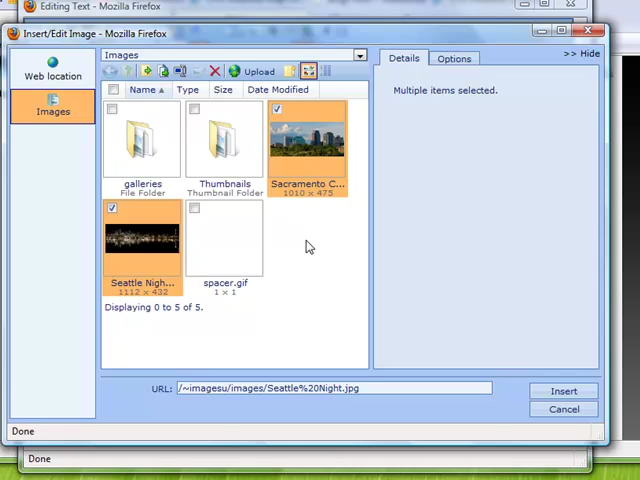 Editing Text - Mozilla Firefox
Insert/Edit Image - Mozilla Firefox
Web location
Images
Images
Upload
Name Type Size Date Modified
galleries
File Folder
Thumbnails
Thumbnail Folder
Sacramento C...
1010 x 475
Seattle Nigh...
1112 x 432
spacer.gif
1 x 1
Displaying 0 to 5 of 5.
>> Hide
Details Options
Multiple items selected.
URL: /~imagesu/images/Seattle%20Night.jpg
Insert
Cancel
Done
Done